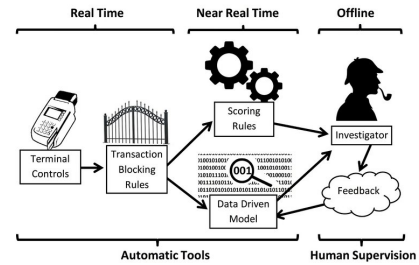 Real Time
Near Real Time
Offline
Terminal
Controls
Transaction
Blocking
Rules
Scoring
Rules
Investigator
001
Data Driven
Model
Feedback
Automatic Tools
Human Supervision